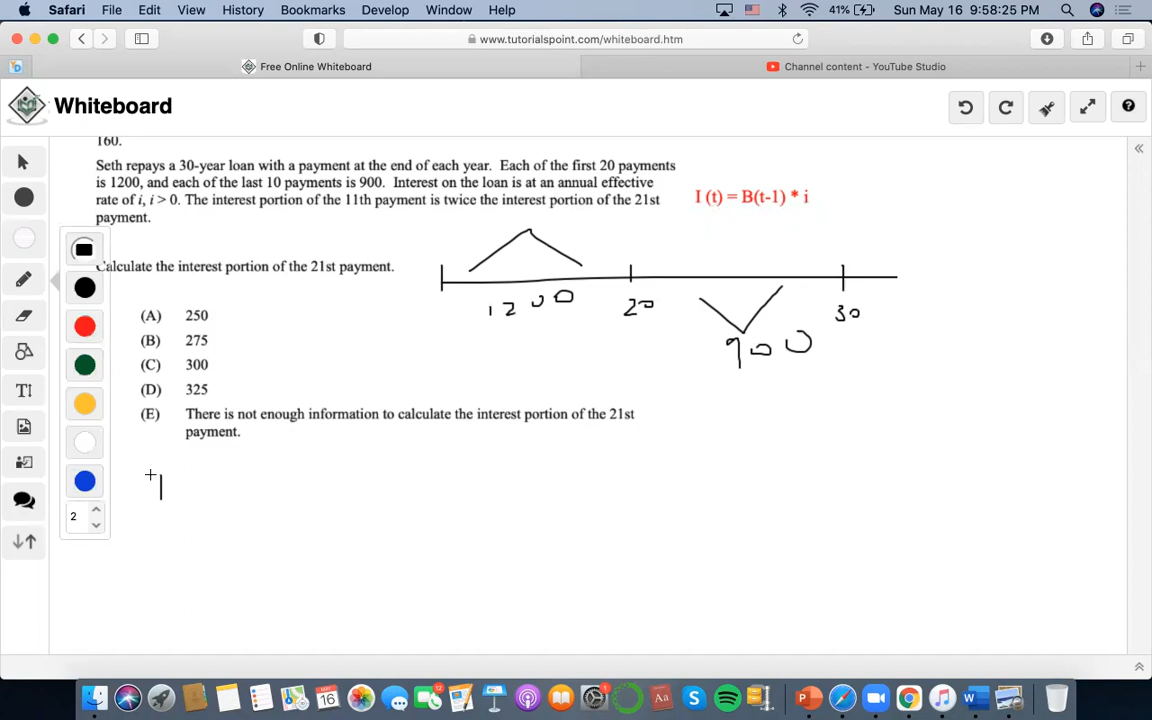 Safari File Edit View History Bookmarks Develop Window Help 41% Sun May 16 9:58:25 PM
www.tutorialspoint.com/whiteboard.htm
Free Online Whiteboard Channel content - YouTube Studio
Whiteboard
160.
Seth repays a 30-year loan with a payment at the end of each year. Each of the first 20 payments
is 1200, and each of the last 10 payments is 900. Interest on the loan is at an annual effective
rate of i, i > 0. The interest portion of the 11th payment is twice the interest portion of the 21st
payment.
I (t) = B(t-1) * i
Calculate the interest portion of the 21st payment.
1200 20 30
900
(A) 250
(B) 275
(C) 300
(D) 325
(E) There is not enough information to calculate the interest portion of the 21st
payment.
2
12
MAY
16